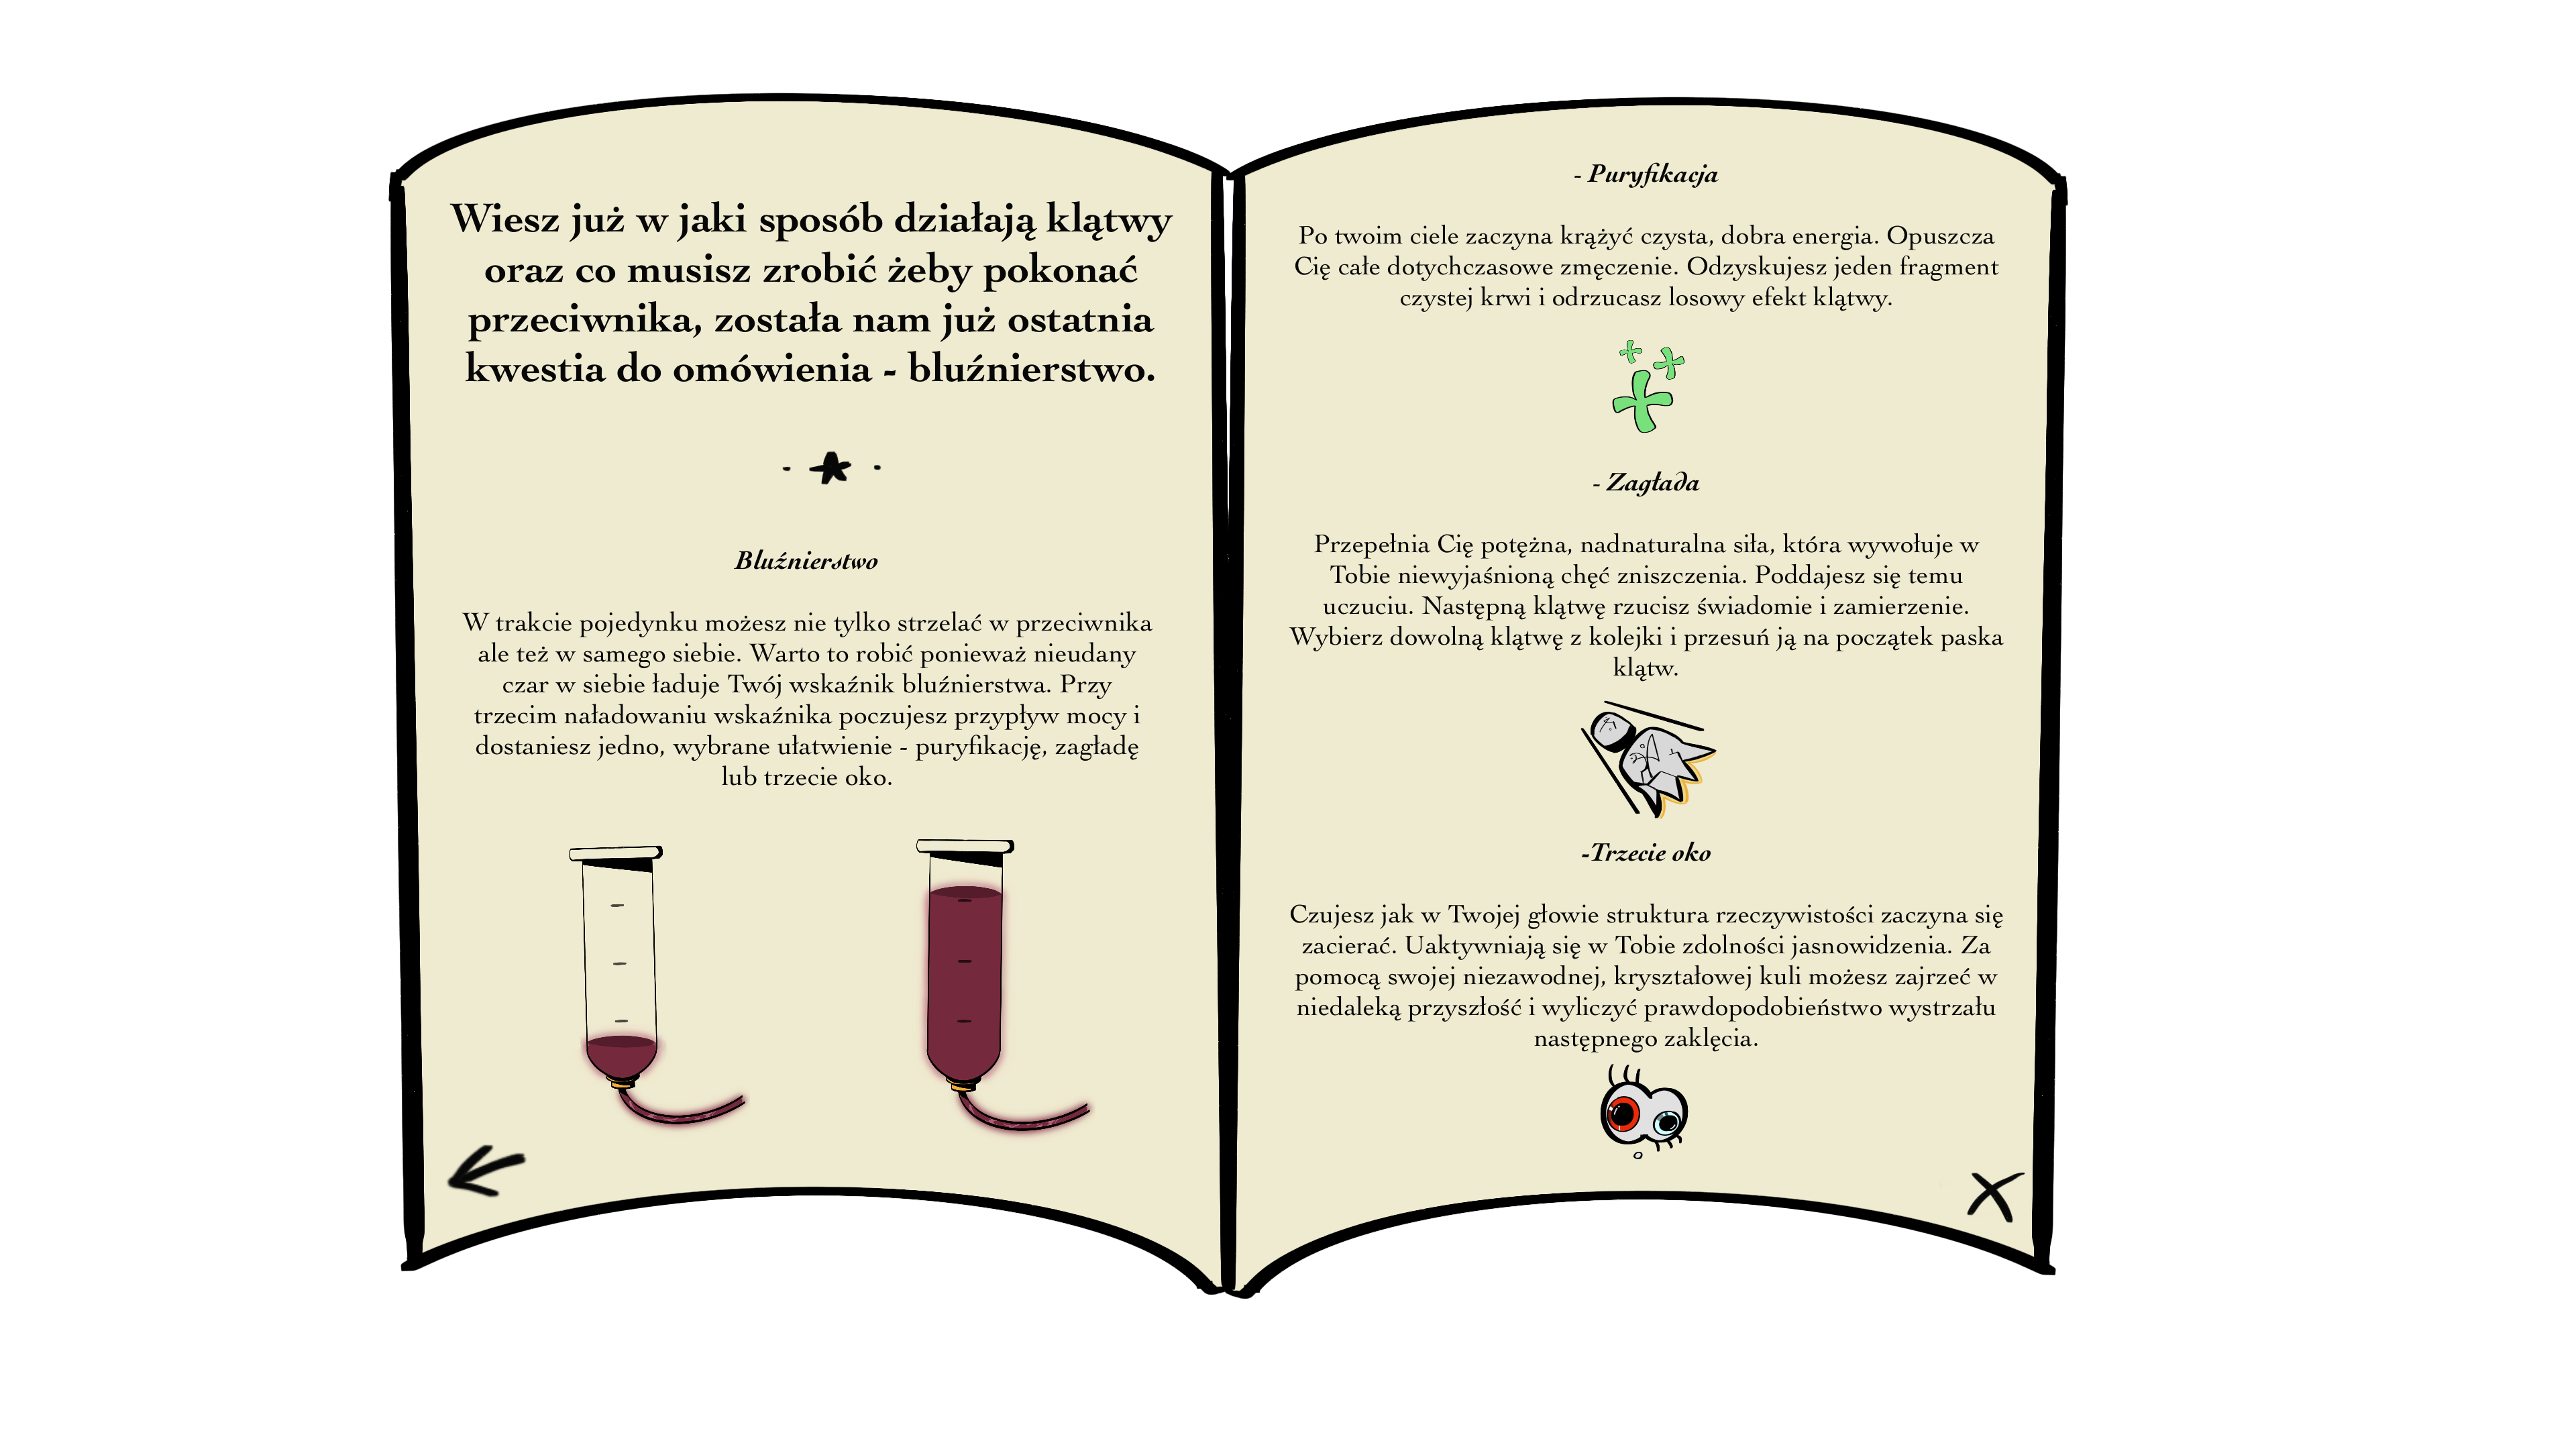 Wiesz już w jaki sposób działają klątwy
oraz co musisz zrobić żeby pokonać
przeciwnika, została nam już ostatnia
kwestia do omówienia - bluźnierstwo.
Bluźnierstwo
W trakcie pojedynku możesz nie tylko strzelać w przeciwnika
ale też w samego siebie. Warto to robić ponieważ nieudany
czar w siebie ładuje Twój wskaźnik bluźnierstwa. Przy
trzecim naładowaniu wskaźnika poczujesz przypływ mocy i
dostaniesz jedno, wybrane ułatwienie - puryfikację, zagładę
lub trzecie oko.
- Puryfikacja
Po twoim ciele zaczyna krążyć czysta, dobra energia. Opuszcza
Cię całe dotychczasowe zmęczenie. Odzyskujesz jeden fragment
czystej krwi i odrzucasz losowy efekt klątwy.
- Zagłada
Przepełnia Cię potężna, nadnaturalna siła, która wywołuje w
Tobie niewyjaśnioną chęć zniszczenia. Poddajesz się temu
uczuciu. Następną klątwę rzucisz świadomie i zamierzenie.
Wybierz dowolną klątwę z kolejki i przesuń ją na początek paska
klątw.
-Trzecie oko
Czujesz jak w Twojej głowie struktura rzeczywistości zaczyna się
zacierać. Uaktywniają się w Tobie zdolności jasnowidzenia. Za
pomocą swojej niezawodnej, kryształowej kuli możesz zajrzeć w
niedaleką przyszłość i wyliczyć prawdopodobieństwo wystrzału
następnego zaklęcia.